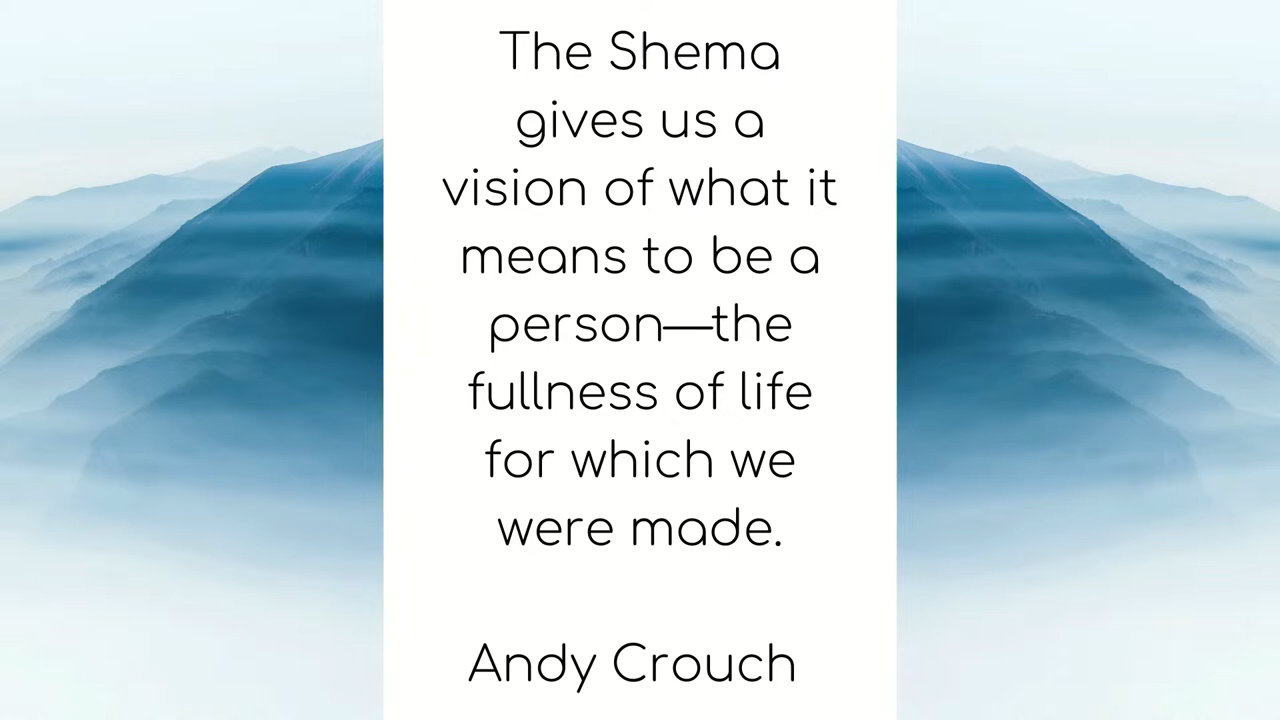 The Shema
gives us a
vision of what it
means to be a
person—the
fullness of life
for which we
were made.
Andy Crouch